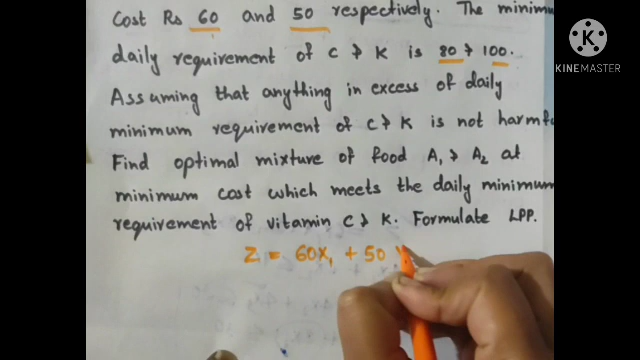 Cost Rs 60 and 50 respectively. The minimum
daily requirement of C & K is 80 & 100.
Assuming that anything in excess of daily
minimum requirement of C & K is not harmful
Find optimal mixture of food A1 & A2 at
minimum cost which meets the daily minimum
requirement of vitamin C & K. Formulate LPP.
Z = 60x1 + 50
KINEMASTER